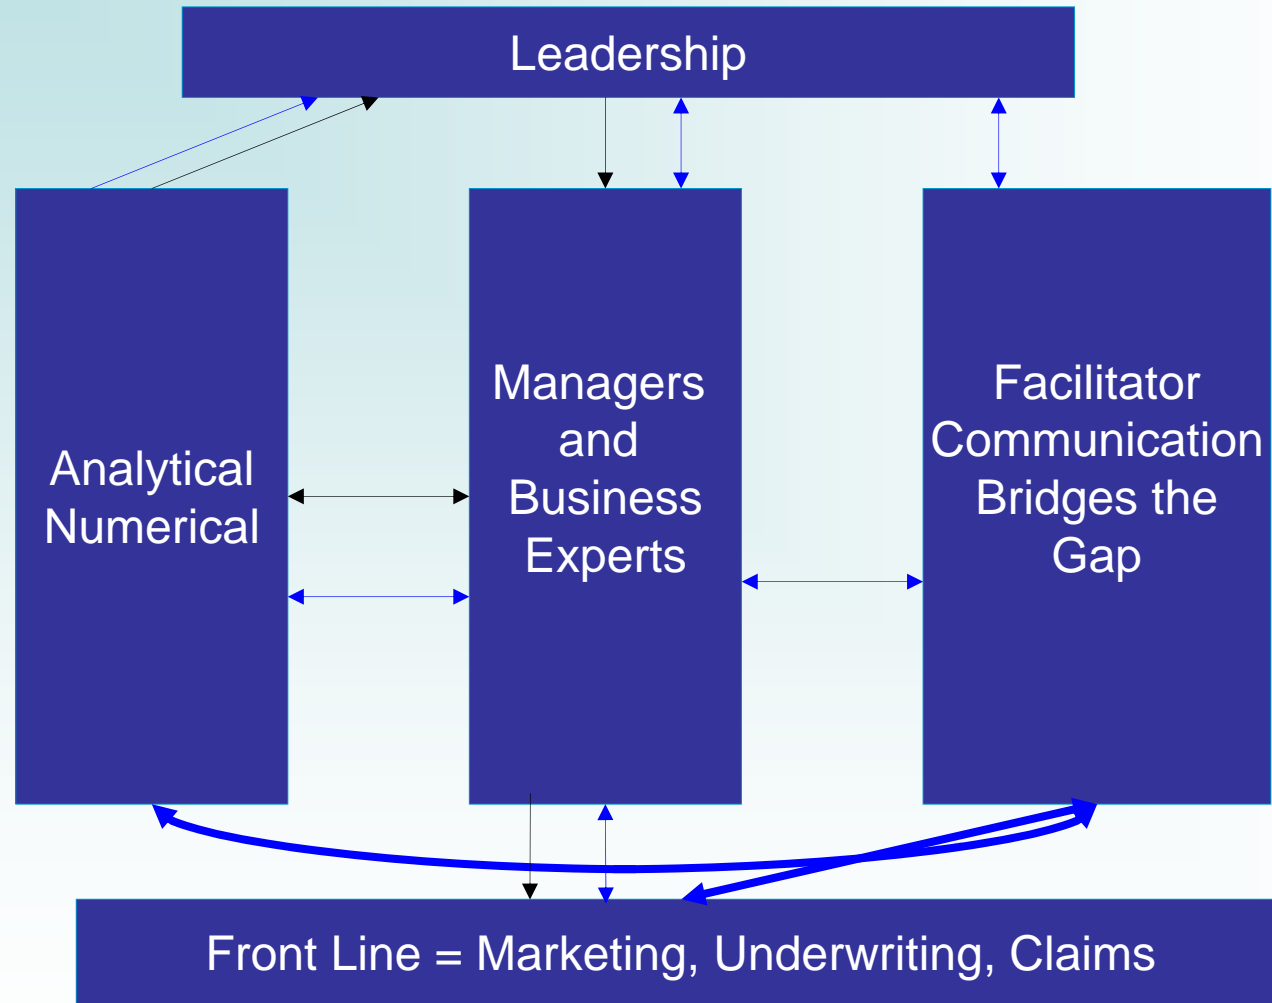 Leadership
Analytical
Numerical
Managers
and
Business
Experts
Facilitator
Communication
Bridges the
Gap
Front Line = Marketing, Underwriting, Claims